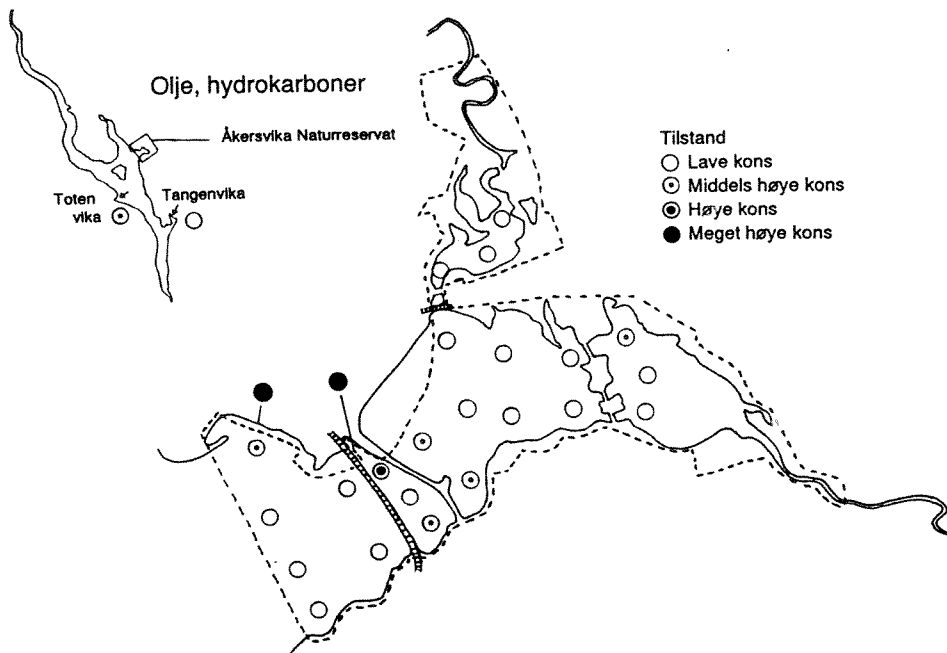 Olje, hydrokarboner
Åkersvika Naturreservat
Toten
vika
Tangenvika
Tilstand
Lave kons
Middels høye kons
Høye kons
Meget høye kons